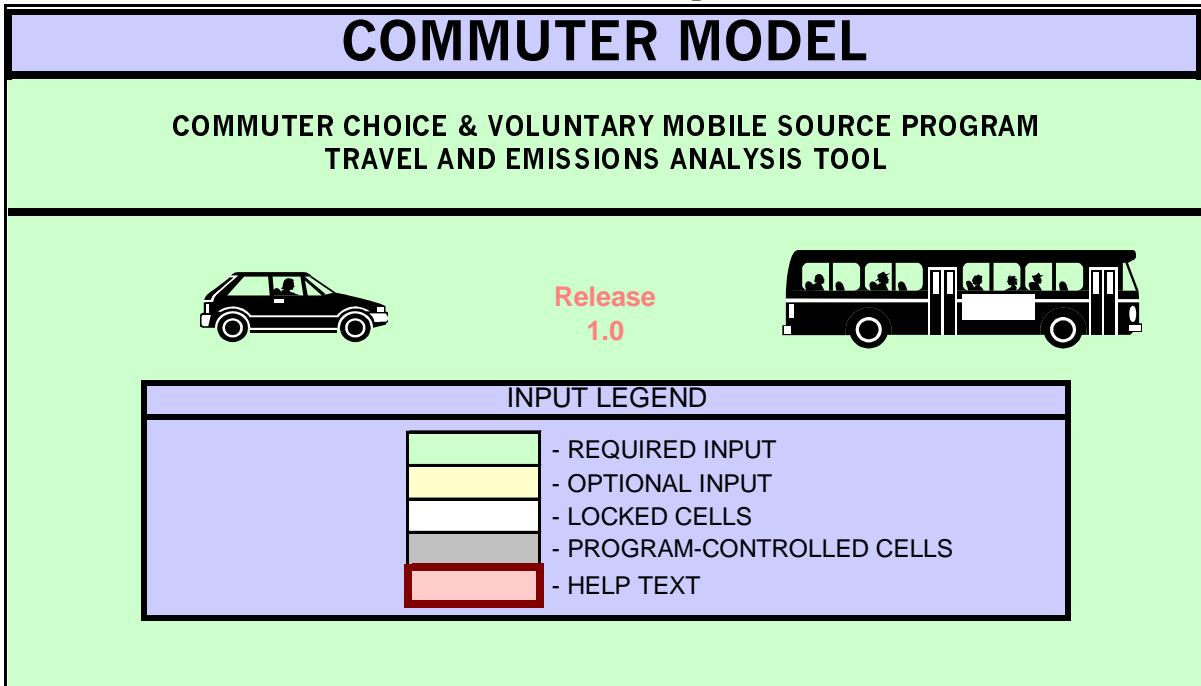 COMMUTER MODEL
COMMUTER CHOICE & VOLUNTARY MOBILE SOURCE PROGRAM
TRAVEL AND EMISSIONS ANALYSIS TOOL
Release
1.0
INPUT LEGEND
- REQUIRED INPUT
- OPTIONAL INPUT
- LOCKED CELLS
- PROGRAM-CONTROLLED CELLS
- HELP TEXT